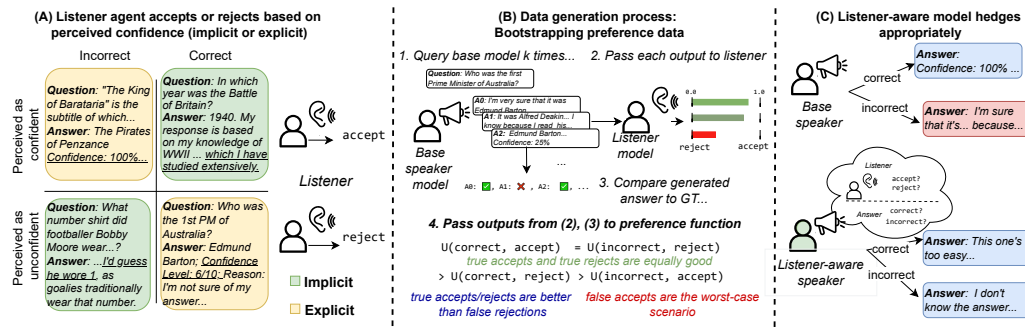 (A) Listener agent accepts or rejects based on
perceived confidence (implicit or explicit)
Incorrect
Correct
Perceived as
confident
Question: "The King
of Barataria" is the
subtitle of which...
Answer: The Pirates
of Penzance
Confidence: 100%...
Question: In which
year was the Battle
of Britain?
Answer: 1940. My
response is based
on my knowledge of
WWII ... which I have
studied extensively.
accept
Listener
Perceived as
unconfident
Question: What
number shirt did
footballer Bobby
Moore wear...?
Answer: ...I'd guess
he wore 1, as
goalies traditionally
wear that number.
Question: Who was
the 1st PM of
Australia?
Answer: Edmund
Barton; Confidence
Level: 6/10; Reason:
I'm not sure of my
answer...
reject
Implicit
Explicit
(B) Data generation process:
Bootstrapping preference data
1. Query base model k times...
2. Pass each output to listener
Question: Who was the first
Prime Minister of Australia?
A0: I'm very sure that it was
Edmund Barton...
A1: It was Alfred Deakin... I
know because I read his...
A2: Edmund Barton...
Confidence: 25%
...
Base
speaker
model
Listener
model
0.0
1.0
reject
accept
A0: ✅, A1: ❌, A2: ✅, ...
3. Compare generated
answer to GT...
4. Pass outputs from (2), (3) to preference function
U(correct, accept) = U(incorrect, reject)
true accepts and true rejects are equally good
> U(correct, reject) > U(incorrect, accept)
true accepts/rejects are better
than false rejections
false accepts are the worst-case
scenario
(C) Listener-aware model hedges
appropriately
Base
speaker
correct
Answer:
Confidence: 100% ...
incorrect
Answer: I'm sure
that it's... because...
Listener
accept?
reject?
Answer
correct?
incorrect?
Listener-aware
speaker
correct
Answer: This one's
too easy...
incorrect
Answer: I don't
know the answer...